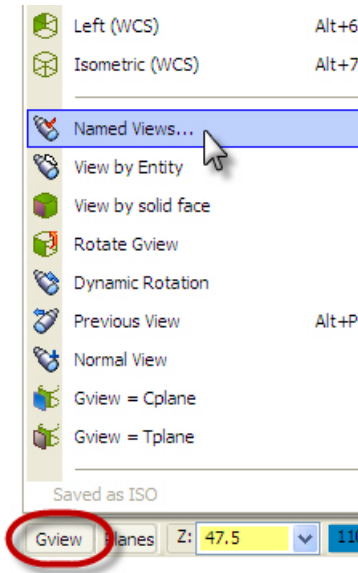 Left (WCS) Alt+6
Isometric (WCS) Alt+7
Named Views...
View by Entity
View by solid face
Rotate Gview
Dynamic Rotation
Previous View Alt+P
Normal View
Gview = Cplane
Gview = Tplane
Saved as ISO
Gview Planes Z: 47.5